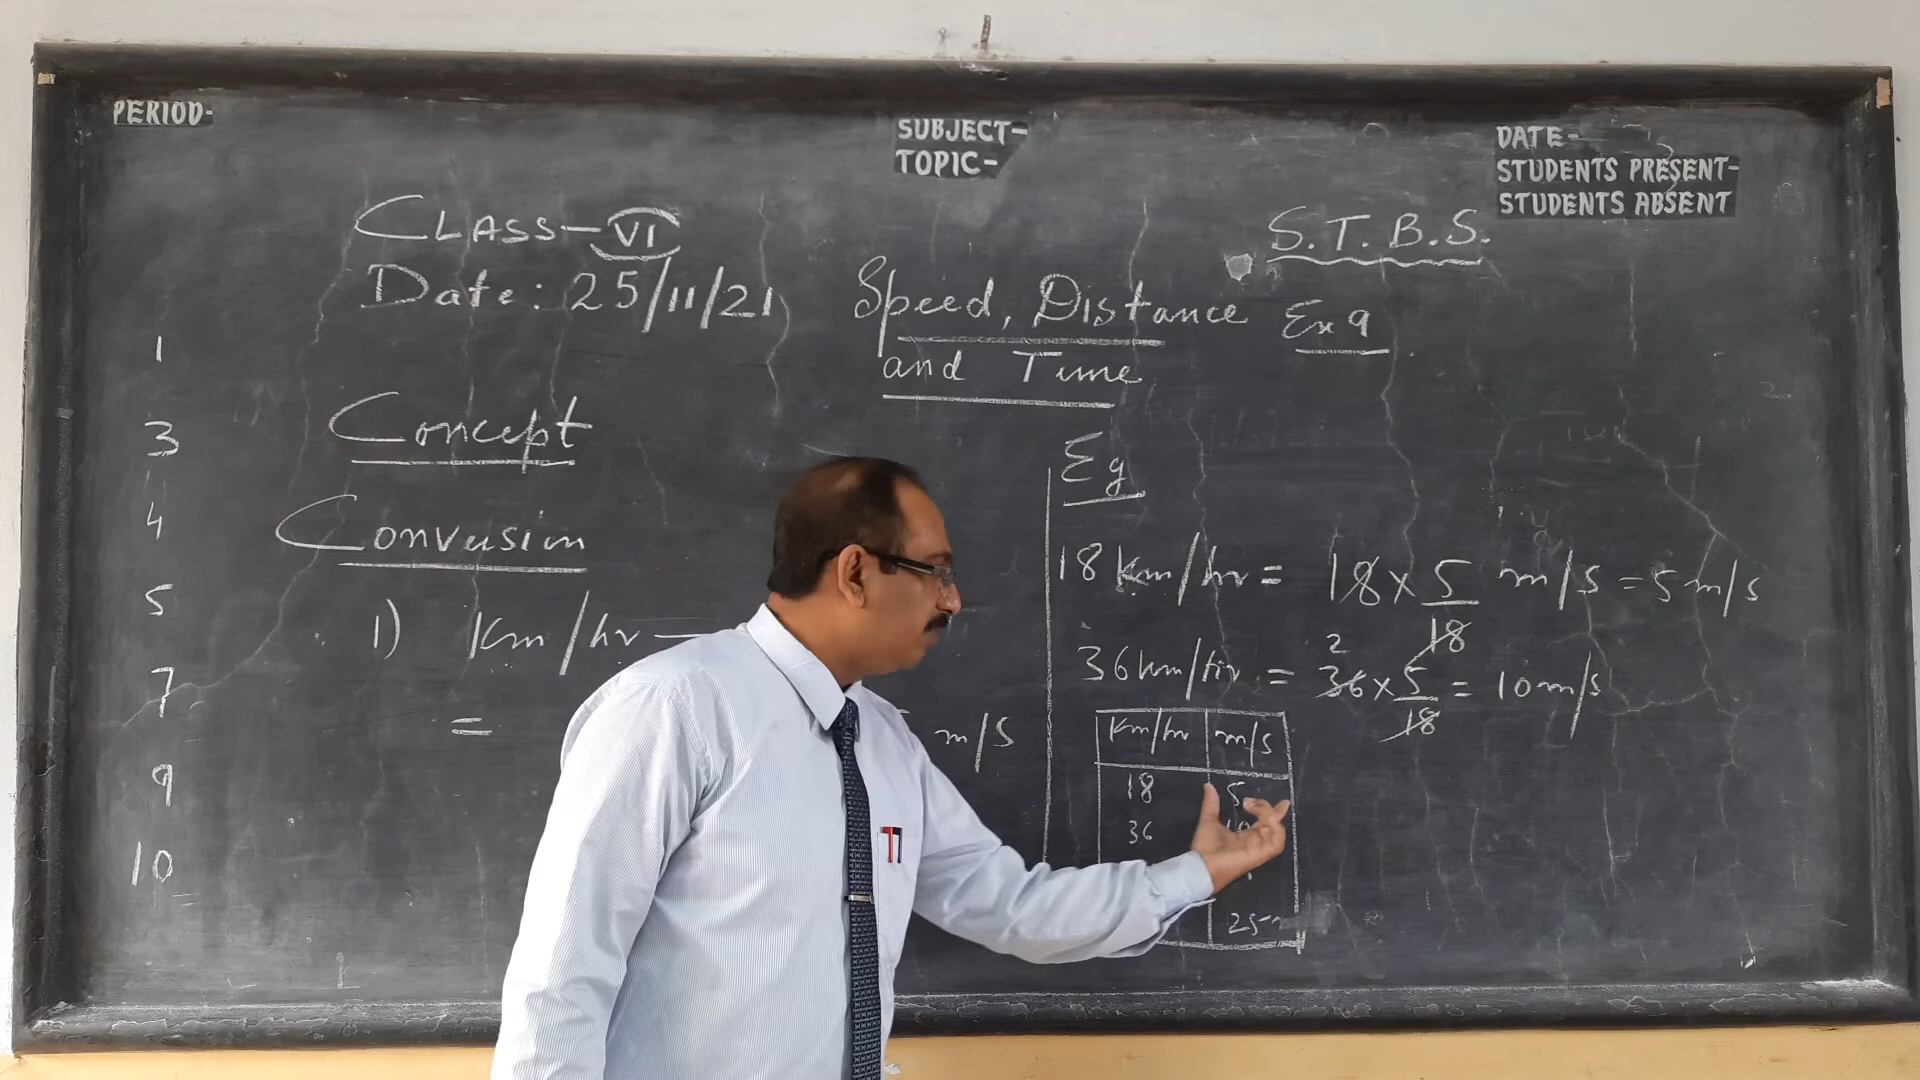 PERIOD-
SUBJECT-
TOPIC-
DATE-
STUDENTS PRESENT-
STUDENTS ABSENT
CLASS-VI
Date: 25/11/21
S.T.B.S.
Speed, Distance Ex 9
and Time
1
3
4
5
7
9
10
Concept
Conversion
1) Km/hr
=
m/s
Eg
18 km/hr = 18 x 5/18 m/s = 5 m/s
36 km/hr = 2 36 x 5/18 = 10 m/s
Km/hr m/s
18 5
36 10
25